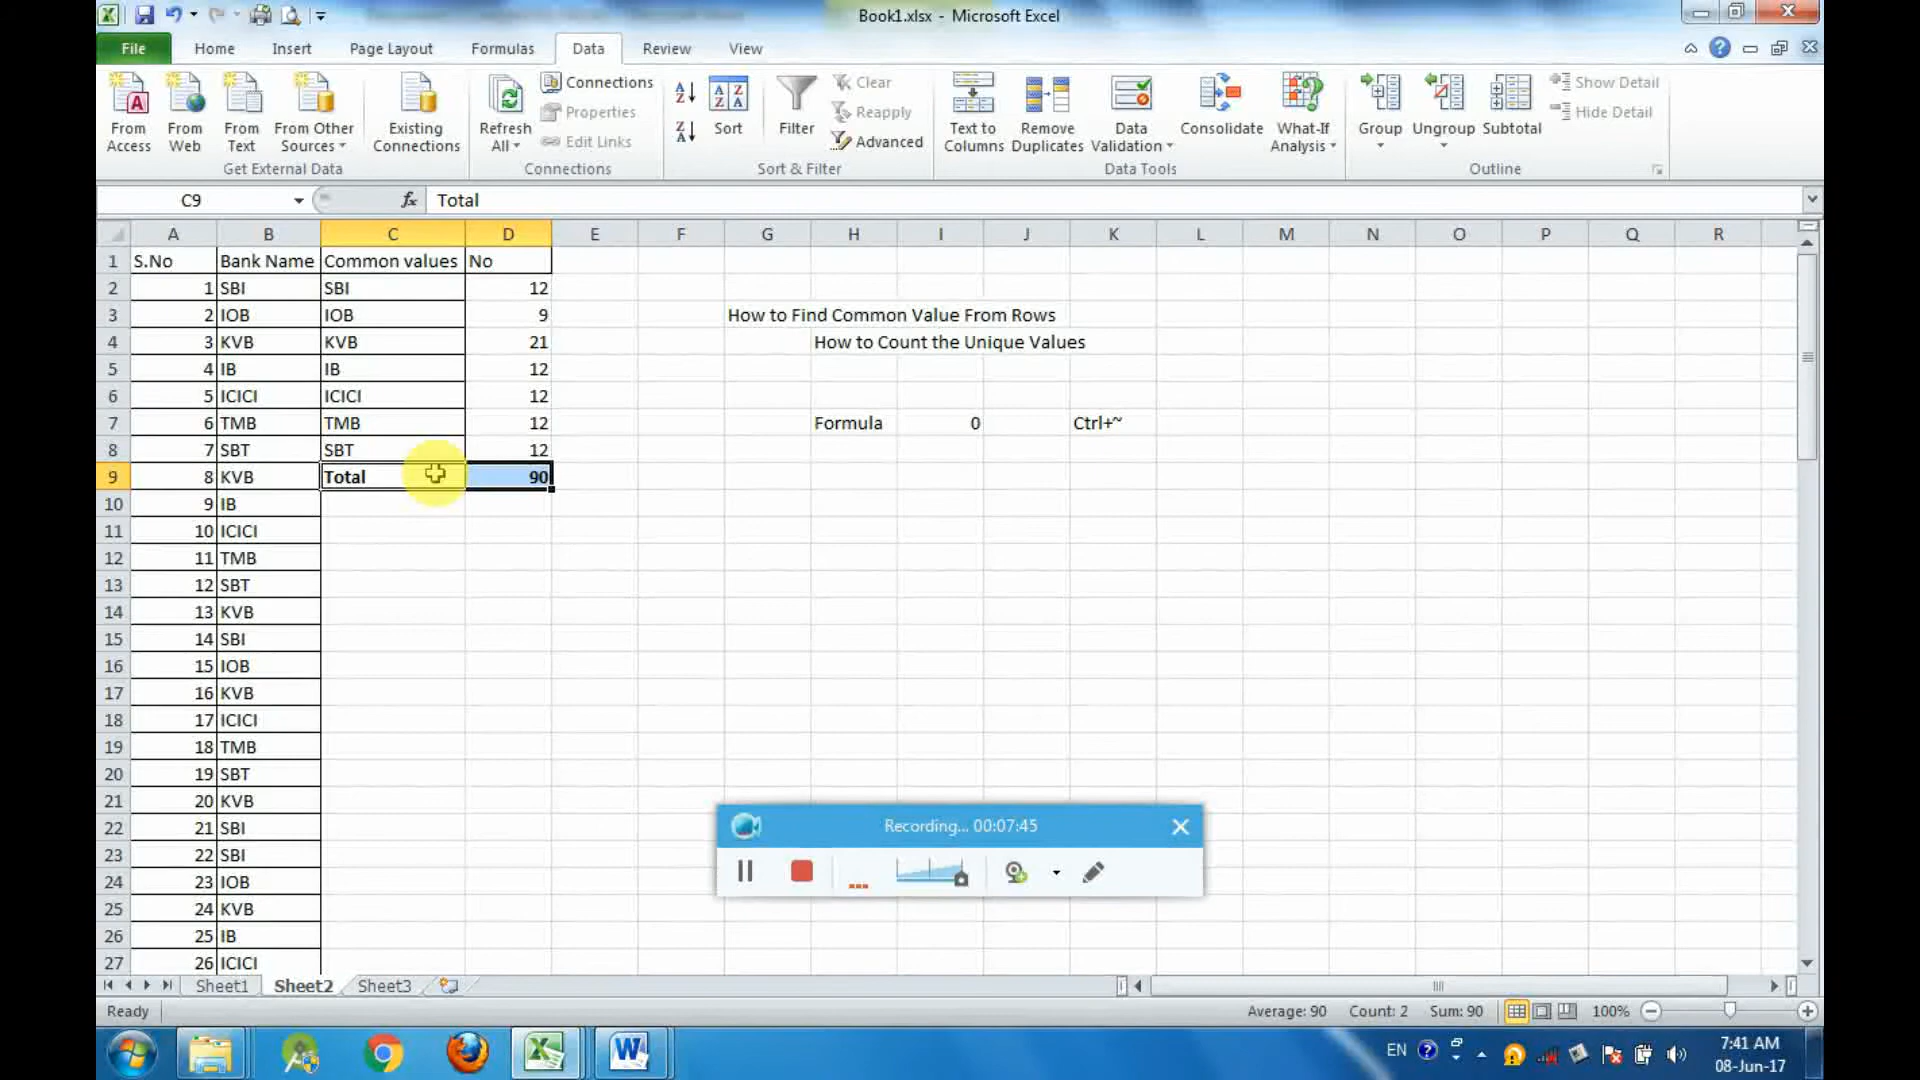 Book1.xlsx - Microsoft Excel
File Home Insert Page Layout Formulas Data Review View
From Access
From Web
From Text
From Other Sources
Existing Connections
Get External Data
Refresh All
Connections
Properties
Edit Links
Connections
Sort
Filter
Clear
Reapply
Advanced
Sort & Filter
Text to Columns
Remove Duplicates
Data Validation
Consolidate
What-If Analysis
Data Tools
Group
Ungroup
Subtotal
Show Detail
Hide Detail
Outline
C9 fx Total
A B C D E F G H I J K L M N O P Q R
1 S.No Bank Name Common values No
2 1 SBI SBI 12
3 2 IOB IOB 9 How to Find Common Value From Rows
4 3 KVB KVB 21 How to Count the Unique Values
5 4 IB IB 12
6 5 ICICI ICICI 12
7 6 TMB TMB 12 Formula 0 Ctrl+~
8 7 SBT SBT 12
9 8 KVB Total 90
10 9 IB
11 10 ICICI
12 11 TMB
13 12 SBT
14 13 KVB
15 14 SBI
16 15 IOB
17 16 KVB
18 17 ICICI
19 18 TMB
20 19 SBT
21 20 KVB
22 21 SBI
23 22 SBI
24 23 IOB
25 24 KVB
26 25 IB
27 26 ICICI
Recording... 00:07:45
Sheet1 Sheet2 Sheet3
Ready Average: 90 Count: 2 Sum: 90 100%
EN 7:41 AM
08-Jun-17